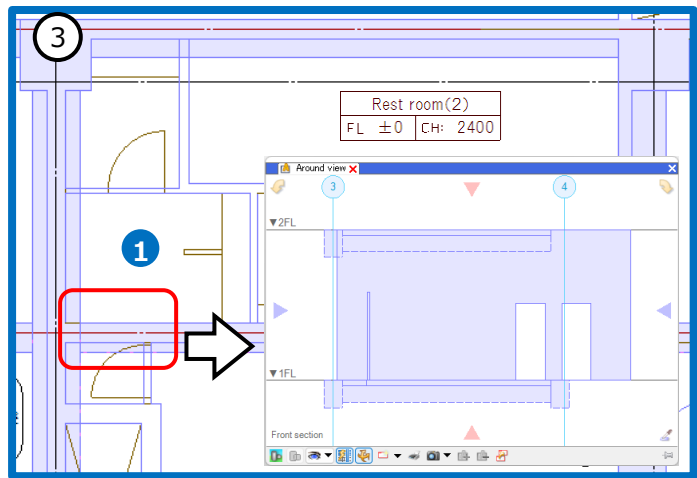 3
Rest room(2)
FL ±0 CH: 2400
Around view
3 4
▼2FL
1
▼1FL
Front section